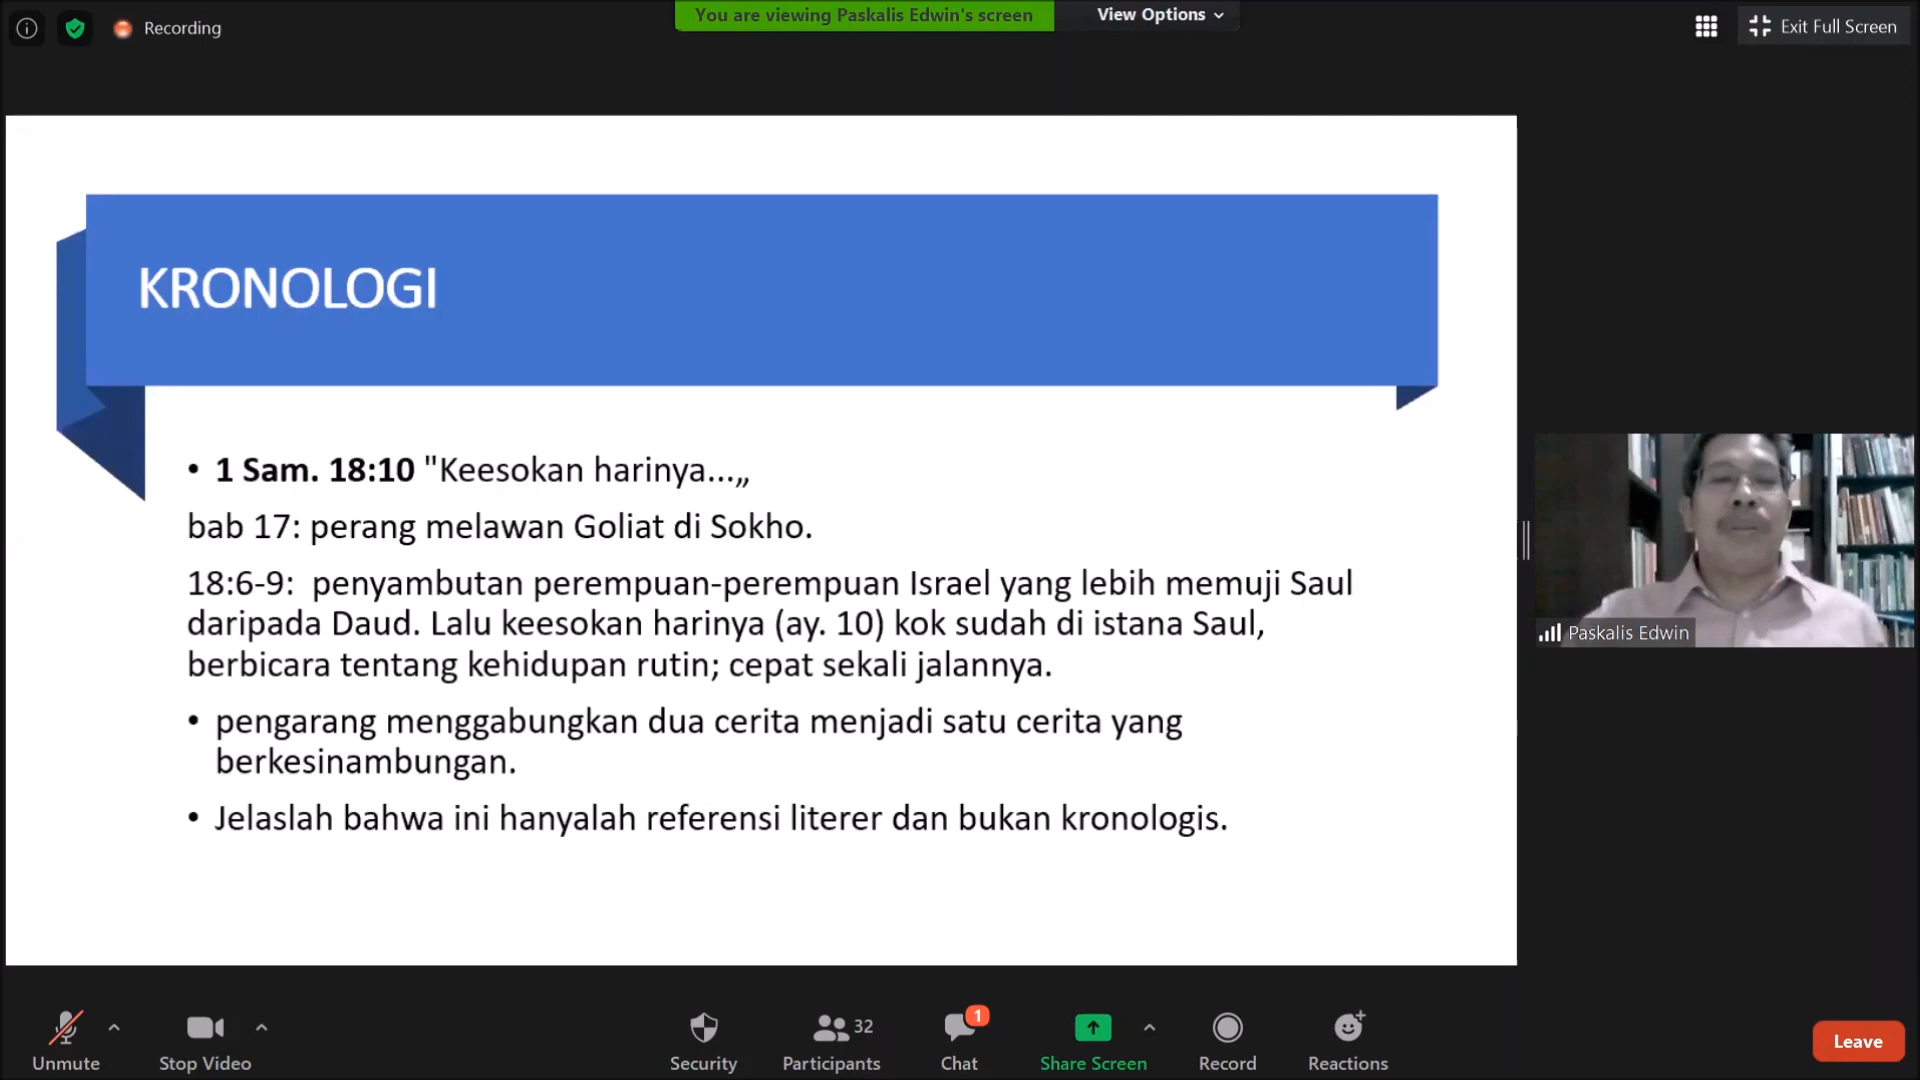 You are viewing Paskalis Edwin's screen
View Options
Recording
Exit Full Screen
KRONOLOGI
• 1 Sam. 18:10 "Keesokan harinya...„
bab 17: perang melawan Goliat di Sokho.
18:6-9:  penyambutan perempuan-perempuan Israel yang lebih memuji Saul
daripada Daud. Lalu keesokan harinya (ay. 10) kok sudah di istana Saul,
berbicara tentang kehidupan rutin; cepat sekali jalannya.
• pengarang menggabungkan dua cerita menjadi satu cerita yang
berkesinambungan.
• Jelaslah bahwa ini hanyalah referensi literer dan bukan kronologis.
Paskalis Edwin
Unmute
Stop Video
Security
32
Participants
1
Chat
Share Screen
Record
Reactions
Leave